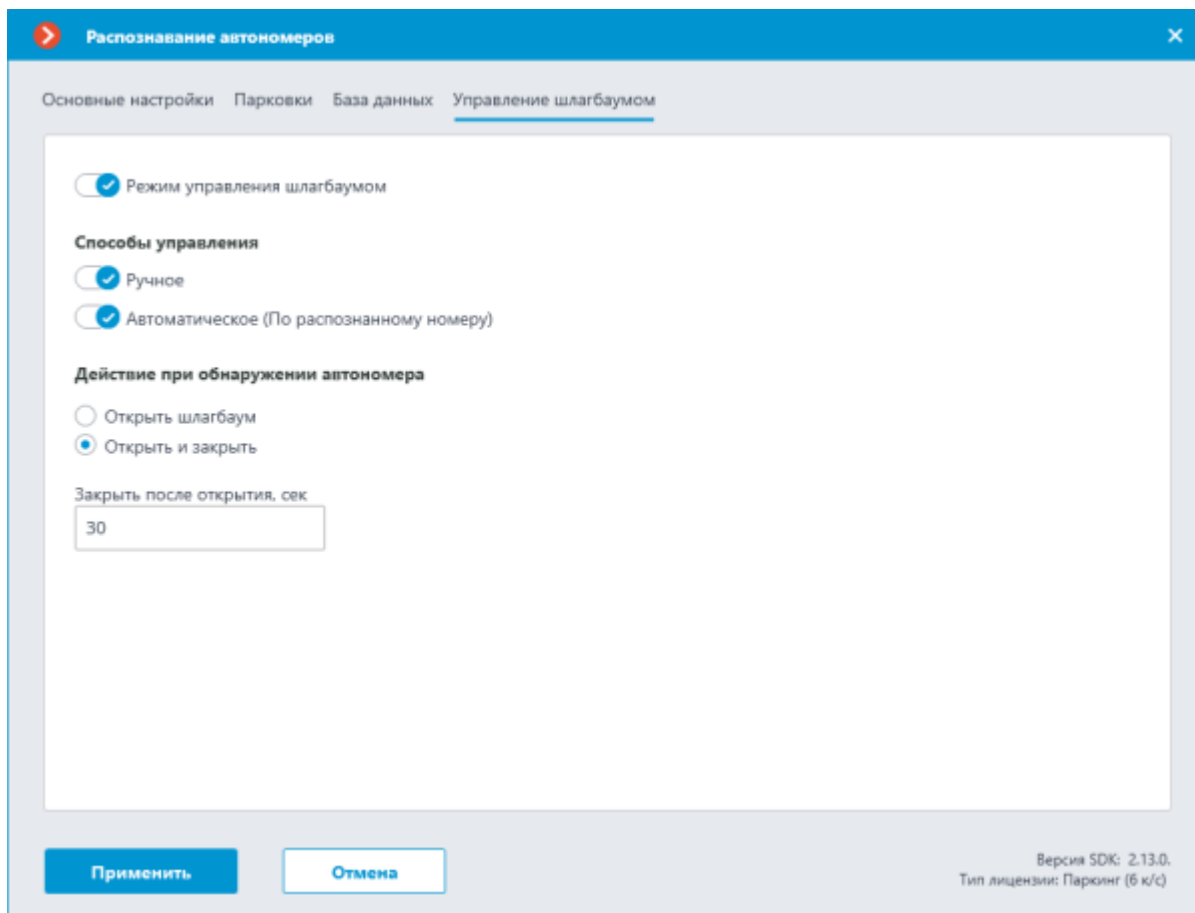 Распознавание автономеров
Основные настройки Парковки База данных Управление шлагбаумом
Режим управления шлагбаумом
Способы управления
Ручное
Автоматическое (По распознанному номеру)
Действие при обнаружении автономера
Открыть шлагбаум
Открыть и закрыть
Закрыть после открытия, сек
30
Применить Отмена
Версия SDK: 2.13.0.
Тип лицензии: Паркинг (6 к/с)